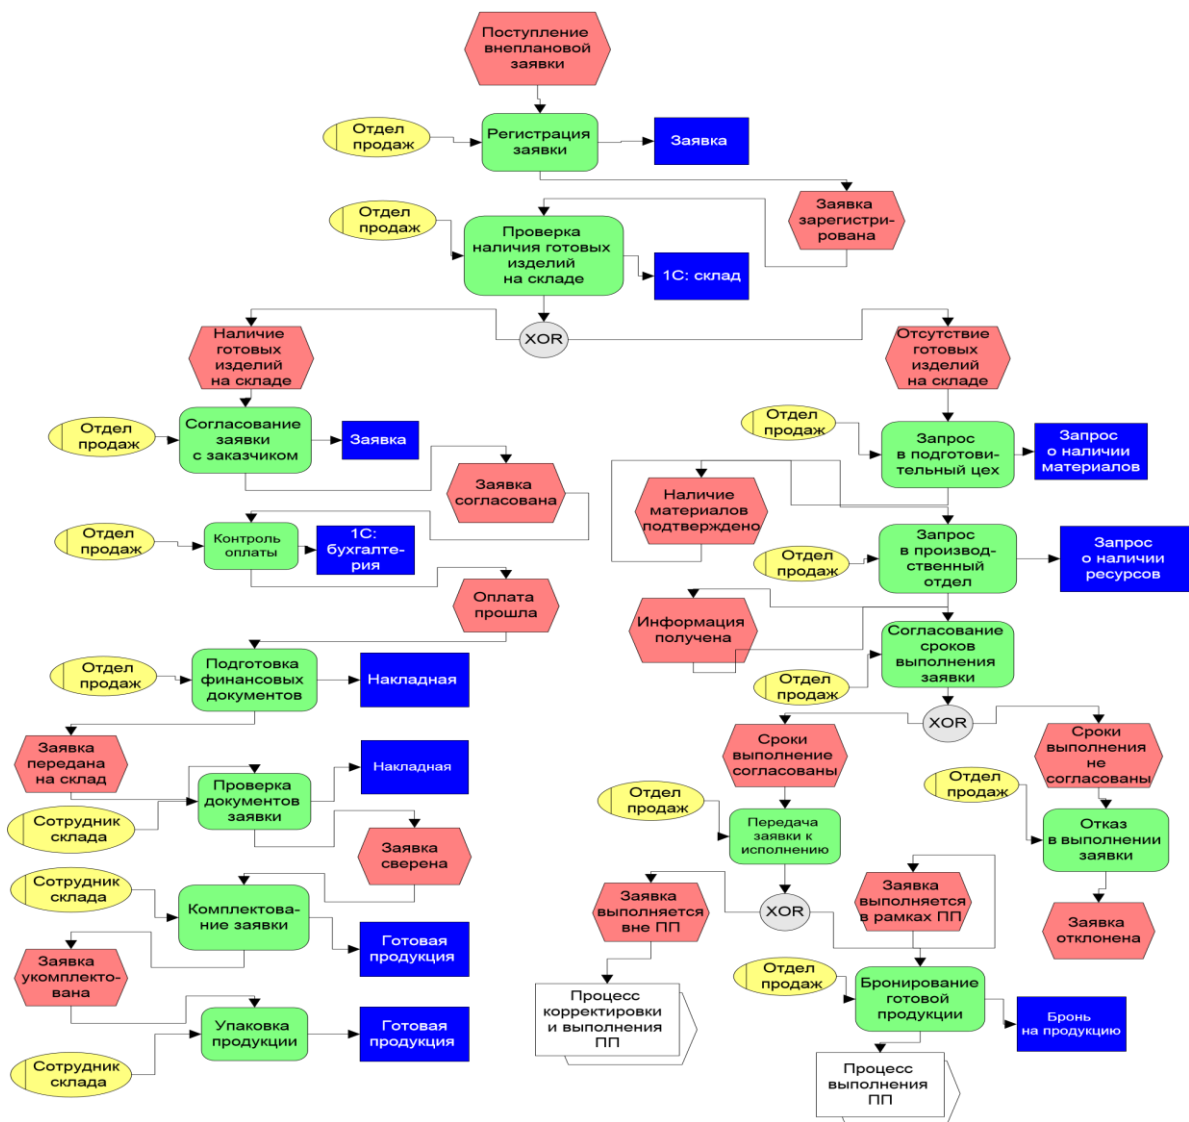 Поступление
внеплановой
заявки
Отдел
продаж
Регистрация
заявки
Заявка
Отдел
продаж
Заявка
зарегистри-
рована
Проверка
наличия готовых
изделий
на складе
1С: склад
XOR
Наличие
готовых
изделий
на складе
Отсутствие
готовых
изделий
на складе
Отдел
продаж
Согласование
заявки
с заказчиком
Заявка
Заявка
согласована
Отдел
продаж
Контроль
оплаты
1С:
бухгалте-
рия
Оплата
прошла
Отдел
продаж
Подготовка
финансовых
документов
Накладная
Заявка
передана
на склад
Проверка
документов
заявки
Накладная
Сотрудник
склада
Заявка
сверена
Сотрудник
склада
Комплектова-
ние заявки
Готовая
продукция
Заявка
укомплекто-
вана
Упаковка
продукции
Готовая
продукция
Сотрудник
склада
Отдел
продаж
Запрос
в подготови-
тельный цех
Запрос
о наличии
материалов
Наличие
материалов
подтверждено
Отдел
продаж
Запрос
в производ-
ственный
отдел
Запрос
о наличии
ресурсов
Информация
получена
Согласование
сроков
выполнения
заявки
Отдел
продаж
XOR
Сроки
выполнение
согласованы
Сроки
выполнения
не
согласованы
Отдел
продаж
Передача
заявки к
исполнению
Отдел
продаж
Отказ
в выполнении
заявки
Заявка
выполняется
вне ПП
XOR
Заявка
выполняется
в рамках ПП
Заявка
отклонена
Процесс
корректировки
и выполнения
ПП
Отдел
продаж
Бронирование
готовой
продукции
Бронь
на продукцию
Процесс
выполнения
ПП